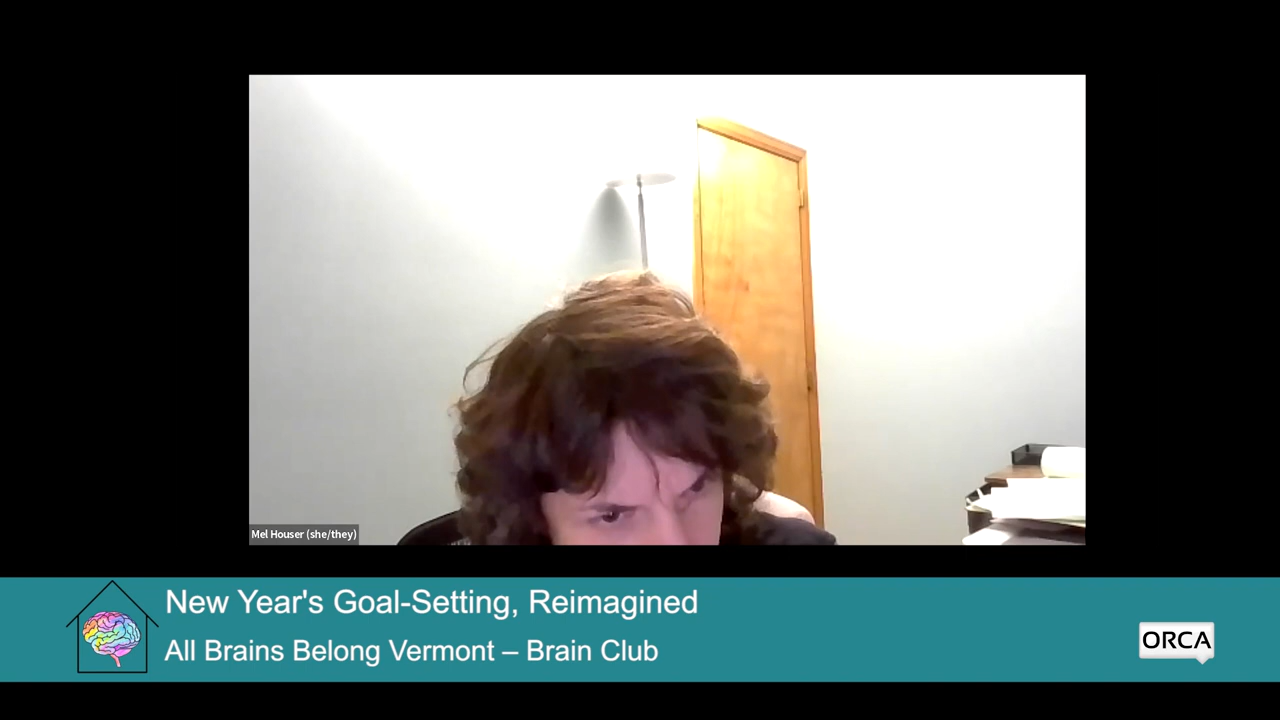 Mel Houser (she/they)
New Year's Goal-Setting, Reimagined
All Brains Belong Vermont – Brain Club
ORCA